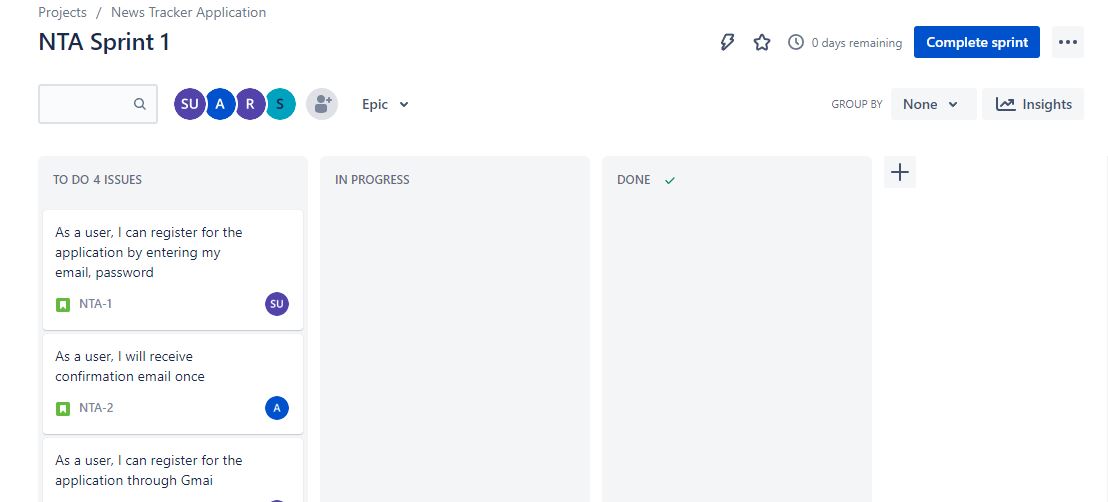 Projects / News Tracker Application
NTA Sprint 1
0 days remaining
Complete sprint
SU A R S
Epic
GROUP BY
None
Insights
TO DO 4 ISSUES
IN PROGRESS
DONE
As a user, I can register for the
application by entering my
email, password
NTA-1
SU
As a user, I will receive
confirmation email once
NTA-2
A
As a user, I can register for the
application through Gmai